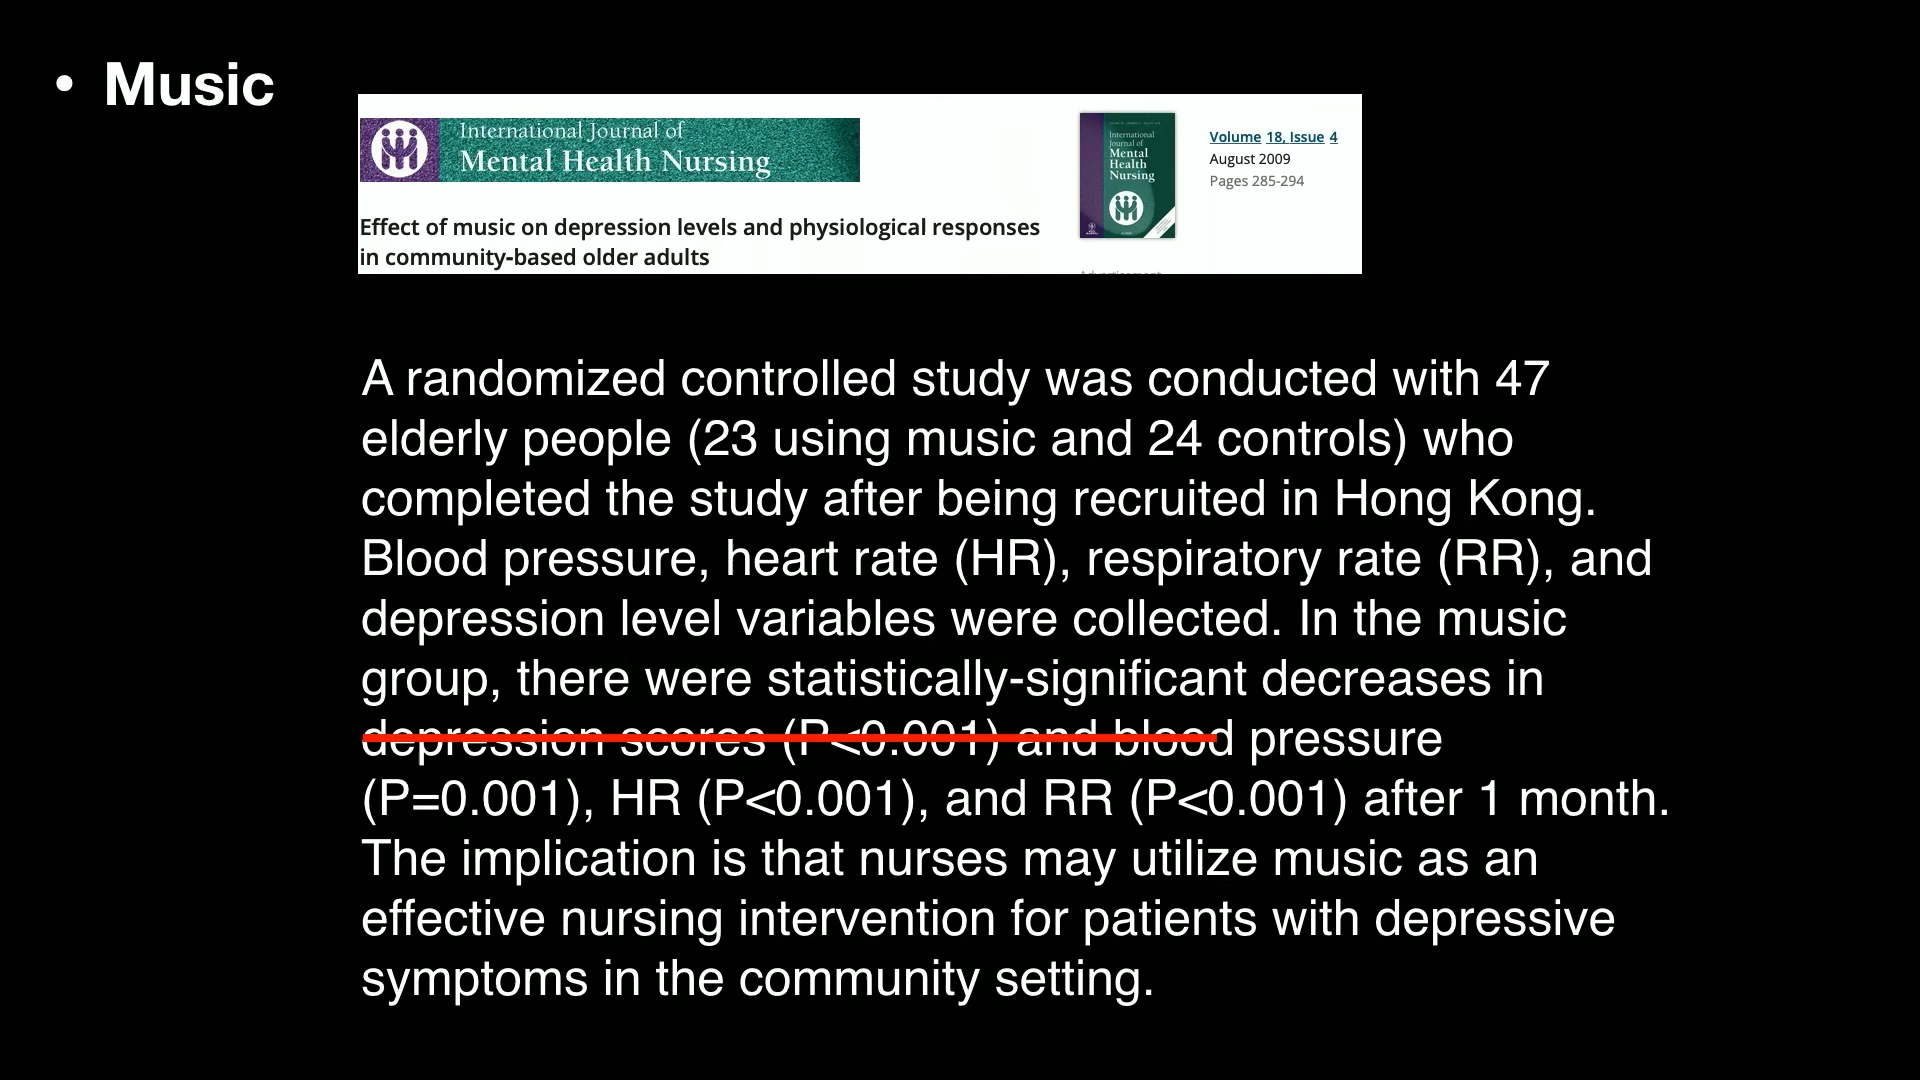 • Music
International Journal of
Mental Health Nursing
International
Journal of
Mental
Health
Nursing
Volume 18, Issue 4
August 2009
Pages 285-294
Effect of music on depression levels and physiological responses
in community-based older adults
A randomized controlled study was conducted with 47
elderly people (23 using music and 24 controls) who
completed the study after being recruited in Hong Kong.
Blood pressure, heart rate (HR), respiratory rate (RR), and
depression level variables were collected. In the music
group, there were statistically-significant decreases in
depression scores (P<0.001) and blood pressure
(P=0.001), HR (P<0.001), and RR (P<0.001) after 1 month.
The implication is that nurses may utilize music as an
effective nursing intervention for patients with depressive
symptoms in the community setting.